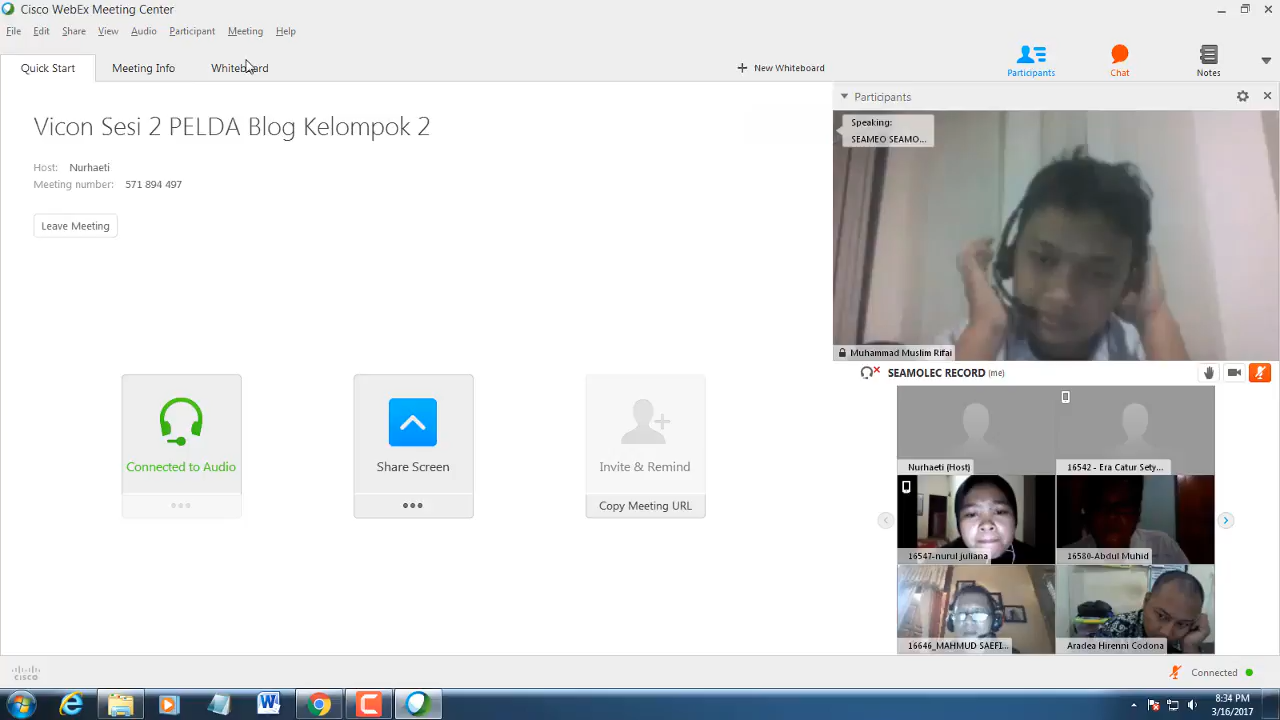 Cisco WebEx Meeting Center
File Edit Share View Audio Participant Meeting Help
Quick Start Meeting Info Whiteboard
New Whiteboard
Participants Chat Notes
Participants
Speaking:
SEAMEO SEAMO...
Vicon Sesi 2 PELDA Blog Kelompok 2
Host: Nurhaeti
Meeting number: 571 894 497
Leave Meeting
Muhammad Muslim Rifai
SEAMOLEC RECORD (me)
Connected to Audio
Share Screen
Invite & Remind
Copy Meeting URL
Nurhaeti (Host)
16542 - Era Catur Sety...
16547-nurul juliana
16580-Abdul Muhid
16646_MAHMUD SAEFI...
Aradea Hirenni Codona
cisco
Connected
8:34 PM
3/16/2017